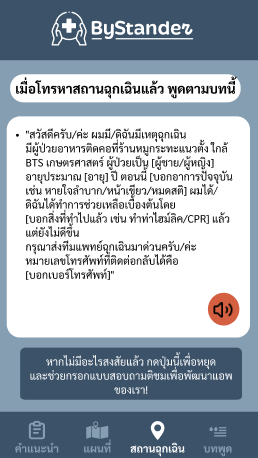 ByStander
เมื่อโทรหาสถานฉุกเฉินแล้ว พูดตามบทนี้
• "สวัสดีครับ/ค่ะ ผมมี/ดิฉันมีเหตุฉุกเฉิน
มีผู้ป่วยอาหารติดคอที่ร้านหมูกระทะแนวตั้ง ใกล้
BTS เกษตรศาสตร์ ผู้ป่วยเป็น [ผู้ชาย/ผู้หญิง]
อายุประมาณ [อายุ] ปี ตอนนี้ [บอกอาการปัจจุบัน
เช่น หายใจลำบาก/หน้าเขียว/หมดสติ] ผมได้/
ดิฉันได้ทำการช่วยเหลือเบื้องต้นโดย
[บอกสิ่งที่ทำไปแล้ว เช่น ทำท่าไฮม์ลิค/CPR] แล้ว
แต่ยังไม่ดีขึ้น
กรุณาส่งทีมแพทย์ฉุกเฉินมาด่วนครับ/ค่ะ
หมายเลขโทรศัพท์ที่ติดต่อกลับได้คือ
[บอกเบอร์โทรศัพท์]"
หากไม่มีอะไรสงสัยแล้ว กดปุ่มนี้เพื่อหยุด
และช่วยกรอกแบบสอบถามติชมเพื่อพัฒนาแอพ
ของเรา!
คำแนะนำ แผนที่ สถานฉุกเฉิน บทพูด